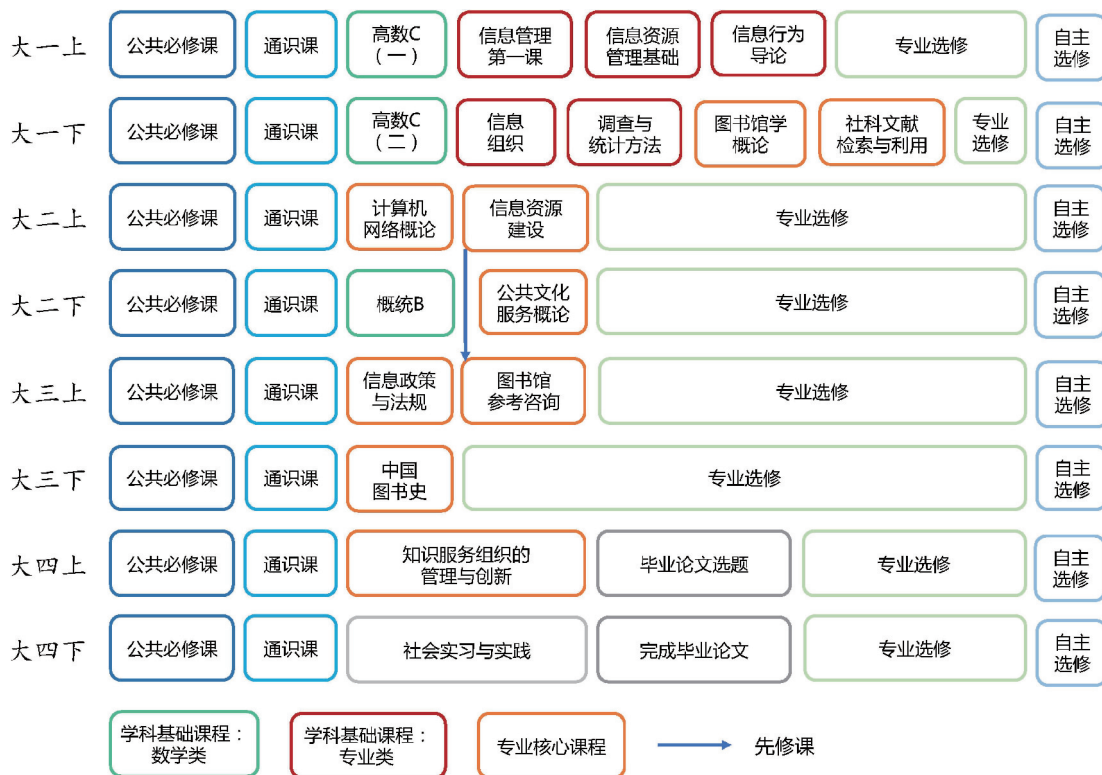 大一上
公共必修课
通识课
高数C
（一）
信息管理
第一课
信息资源
管理基础
信息行为
导论
专业选修
自主
选修
大一下
公共必修课
通识课
高数C
（二）
信息
组织
调查与
统计方法
图书馆学
概论
社科文献
检索与利用
专业
选修
自主
选修
大二上
公共必修课
通识课
计算机
网络概论
信息资源
建设
专业选修
自主
选修
大二下
公共必修课
通识课
概统B
公共文化
服务概论
专业选修
自主
选修
大三上
公共必修课
通识课
信息政策
与法规
图书馆
参考咨询
专业选修
自主
选修
大三下
公共必修课
通识课
中国
图书史
专业选修
自主
选修
大四上
公共必修课
通识课
知识服务组织的
管理与创新
毕业论文选题
专业选修
自主
选修
大四下
公共必修课
通识课
社会实习与实践
完成毕业论文
专业选修
自主
选修
学科基础课程：
数学类
学科基础课程：
专业类
专业核心课程
先修课